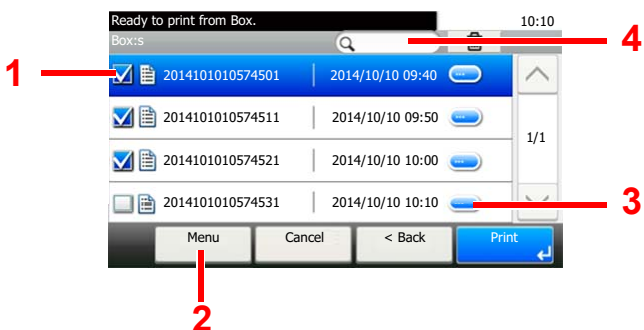 Ready to print from Box. 10:10
Box:s
4
1
2014101010574501 2014/10/10 09:40
2014101010574511 2014/10/10 09:50
1/1
2014101010574521 2014/10/10 10:00
2014101010574531 2014/10/10 10:10
3
Menu Cancel < Back Print
2